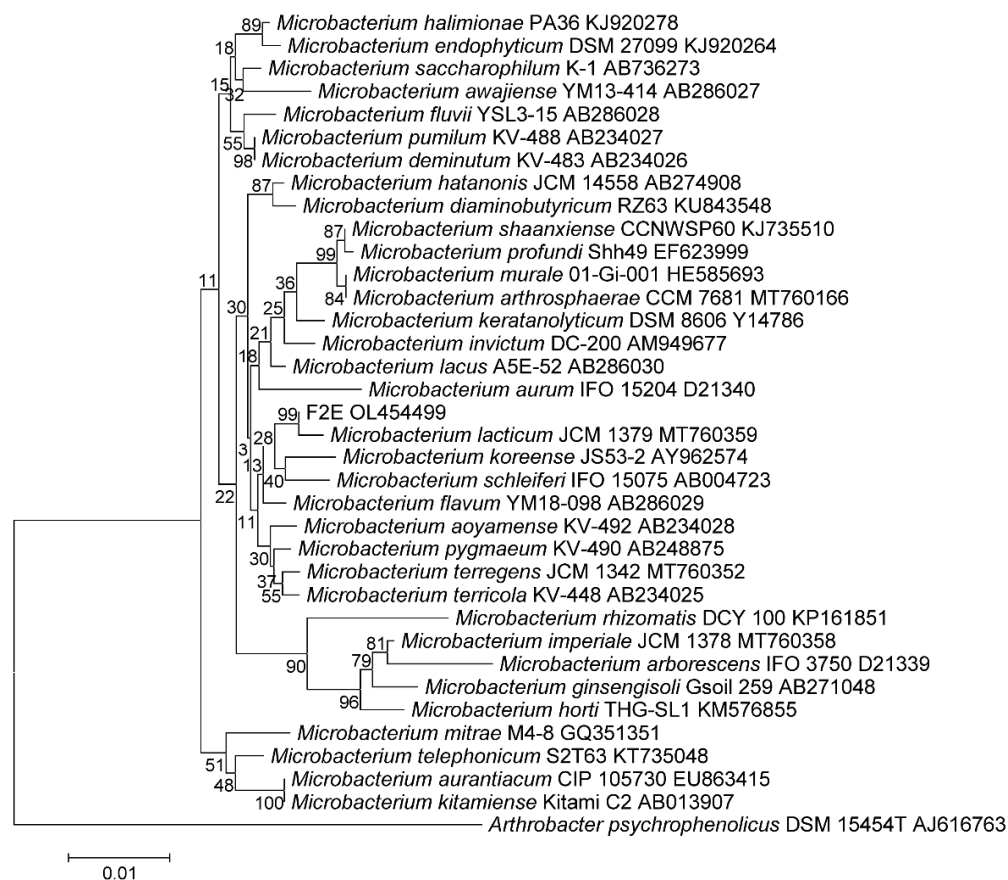 89 Microbacterium halimionae PA36 KJ920278
18 Microbacterium endophyticum DSM 27099 KJ920264
Microbacterium saccharophilum K-1 AB736273
15 32 Microbacterium awajiense YM13-414 AB286027
Microbacterium fluvii YSL3-15 AB286028
55 Microbacterium pumilum KV-488 AB234027
98 Microbacterium deminutum KV-483 AB234026
87 Microbacterium hatanonis JCM 14558 AB274908
Microbacterium diaminobutyricum RZ63 KU843548
87 Microbacterium shaanxiense CCNWSP60 KJ735510
99 Microbacterium profundi Shh49 EF623999
11 36 Microbacterium murale 01-Gi-001 HE585693
84 Microbacterium arthrosphaerae CCM 7681 MT760166
30 25 Microbacterium keratanolyticum DSM 8606 Y14786
21 Microbacterium invictum DC-200 AM949677
18 Microbacterium lacus A5E-52 AB286030
Microbacterium aurum IFO 15204 D21340
99 F2E OL454499
28 Microbacterium lacticum JCM 1379 MT760359
3 13 Microbacterium koreense JS53-2 AY962574
40 Microbacterium schleiferi IFO 15075 AB004723
22 Microbacterium flavum YM18-098 AB286029
11 Microbacterium aoyamense KV-492 AB234028
30 Microbacterium pygmaeum KV-490 AB248875
37 Microbacterium terregens JCM 1342 MT760352
55 Microbacterium terricola KV-448 AB234025
Microbacterium rhizomatis DCY 100 KP161851
81 Microbacterium imperiale JCM 1378 MT760358
90 79 Microbacterium arborescens IFO 3750 D21339
96 Microbacterium ginsengisoli Gsoil 259 AB271048
Microbacterium horti THG-SL1 KM576855
Microbacterium mitrae M4-8 GQ351351
51 Microbacterium telephonicum S2T63 KT735048
48 Microbacterium aurantiacum CIP 105730 EU863415
100 Microbacterium kitamiense Kitami C2 AB013907
Arthrobacter psychrophenolicus DSM 15454T AJ616763
0.01